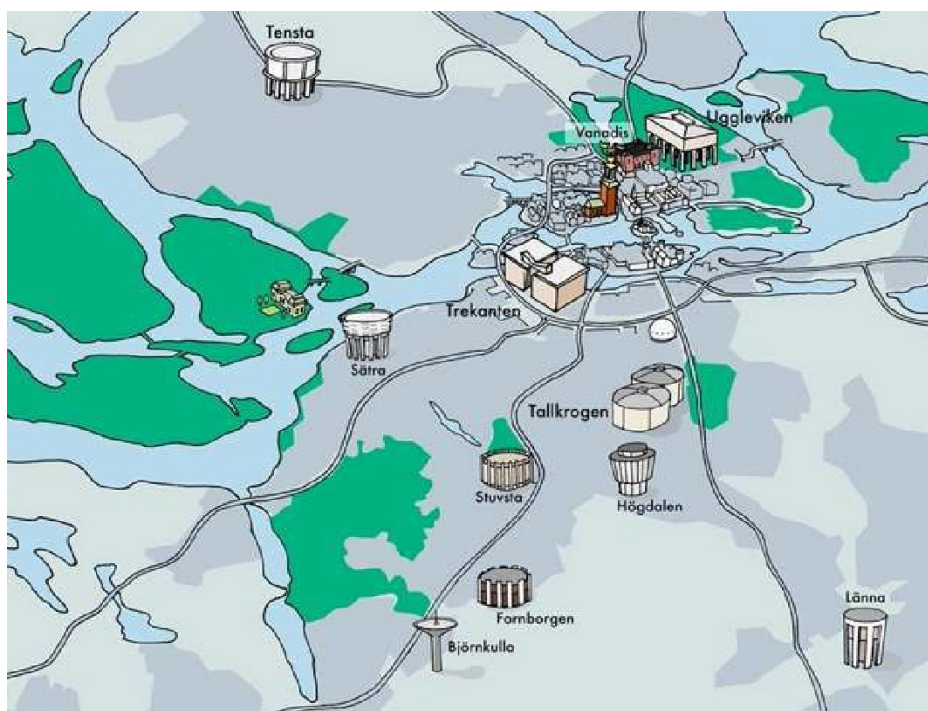 Tensta
Uggleviken
Vanadis
Trekanten
Sätra
Tallkrogen
Stuvsta
Högdalen
Länna
Fornborgen
Björnkulla